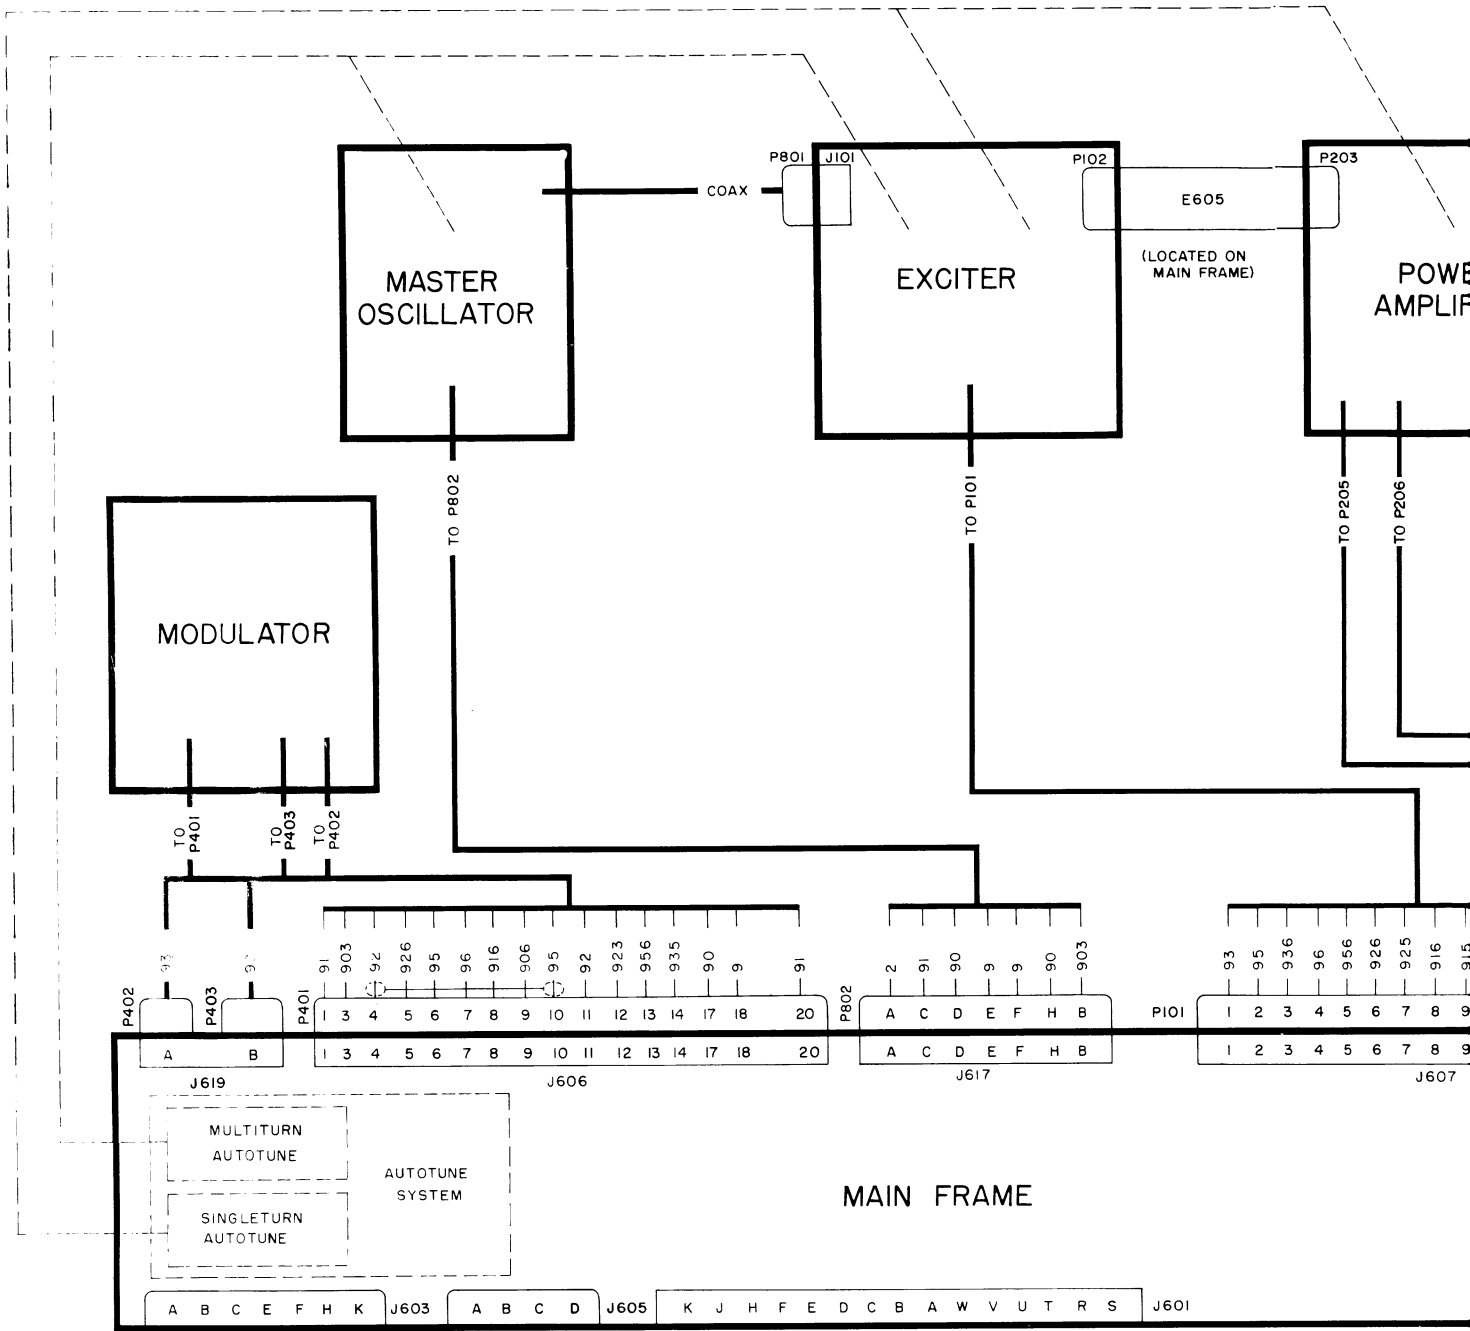 P801 J101
P102
P203
COAX
E605
(LOCATED ON
MAIN FRAME)
MASTER
OSCILLATOR
EXCITER
POWE
AMPLIF
TO P802
TO P101
TO P205
TO P206
MODULATOR
TO
P401
TO
P403
TO
P402
91 903 92 926 95 96 916 906 95 92 923 956 935 90 9 91
2 91 90 9 9 90 903
93 95 936 96 956 926 925 916 915
93
P402
P403
P401
P802
P101
1 3 4 5 6 7 8 9 10 11 12 13 14 17 18 20
A C D E F H B
1 2 3 4 5 6 7 8 9
A B
1 3 4 5 6 7 8 9 10 11 12 13 14 17 18 20
A C D E F H B
1 2 3 4 5 6 7 8 9
J619
J606
J617
J607
MULTITURN
AUTOTUNE
AUTOTUNE
SYSTEM
SINGLETURN
AUTOTUNE
MAIN FRAME
A B C E F H K J603
A B C D J605
K J H F E D C B A W V U T R S J601